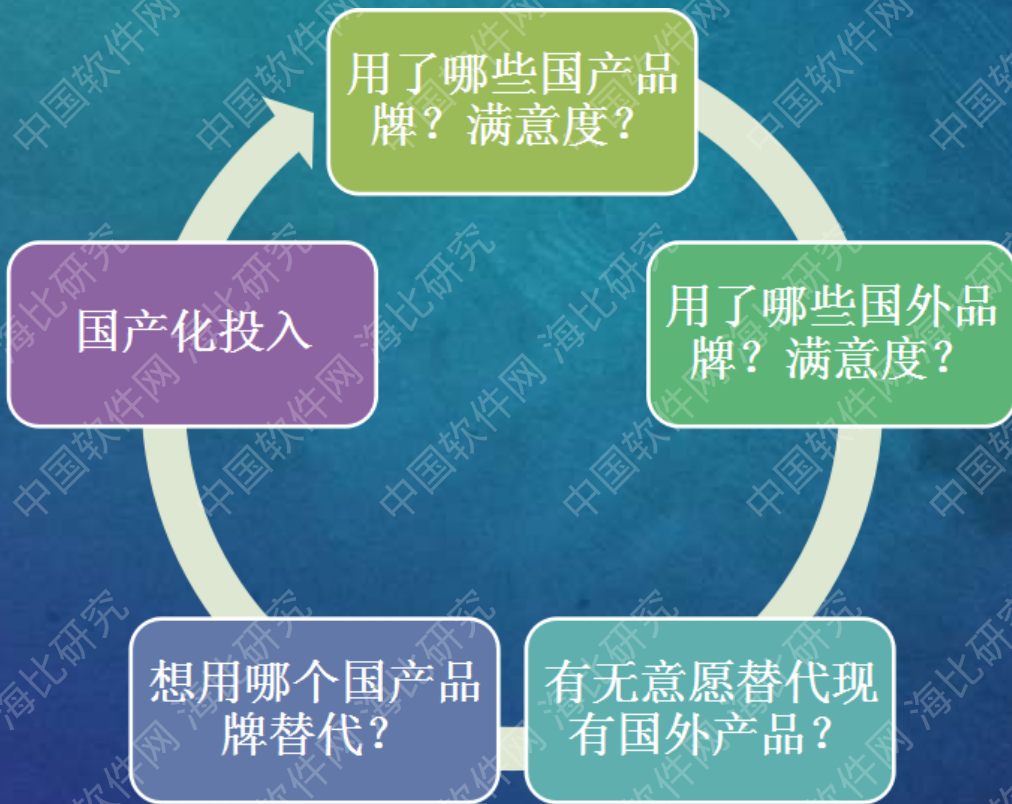 用了哪些国产品
牌？满意度？
用了哪些国外品
牌？满意度？
有无意愿替代现
有国外产品？
想用哪个国产品
牌替代？
国产化投入
中国软件网
海比研究